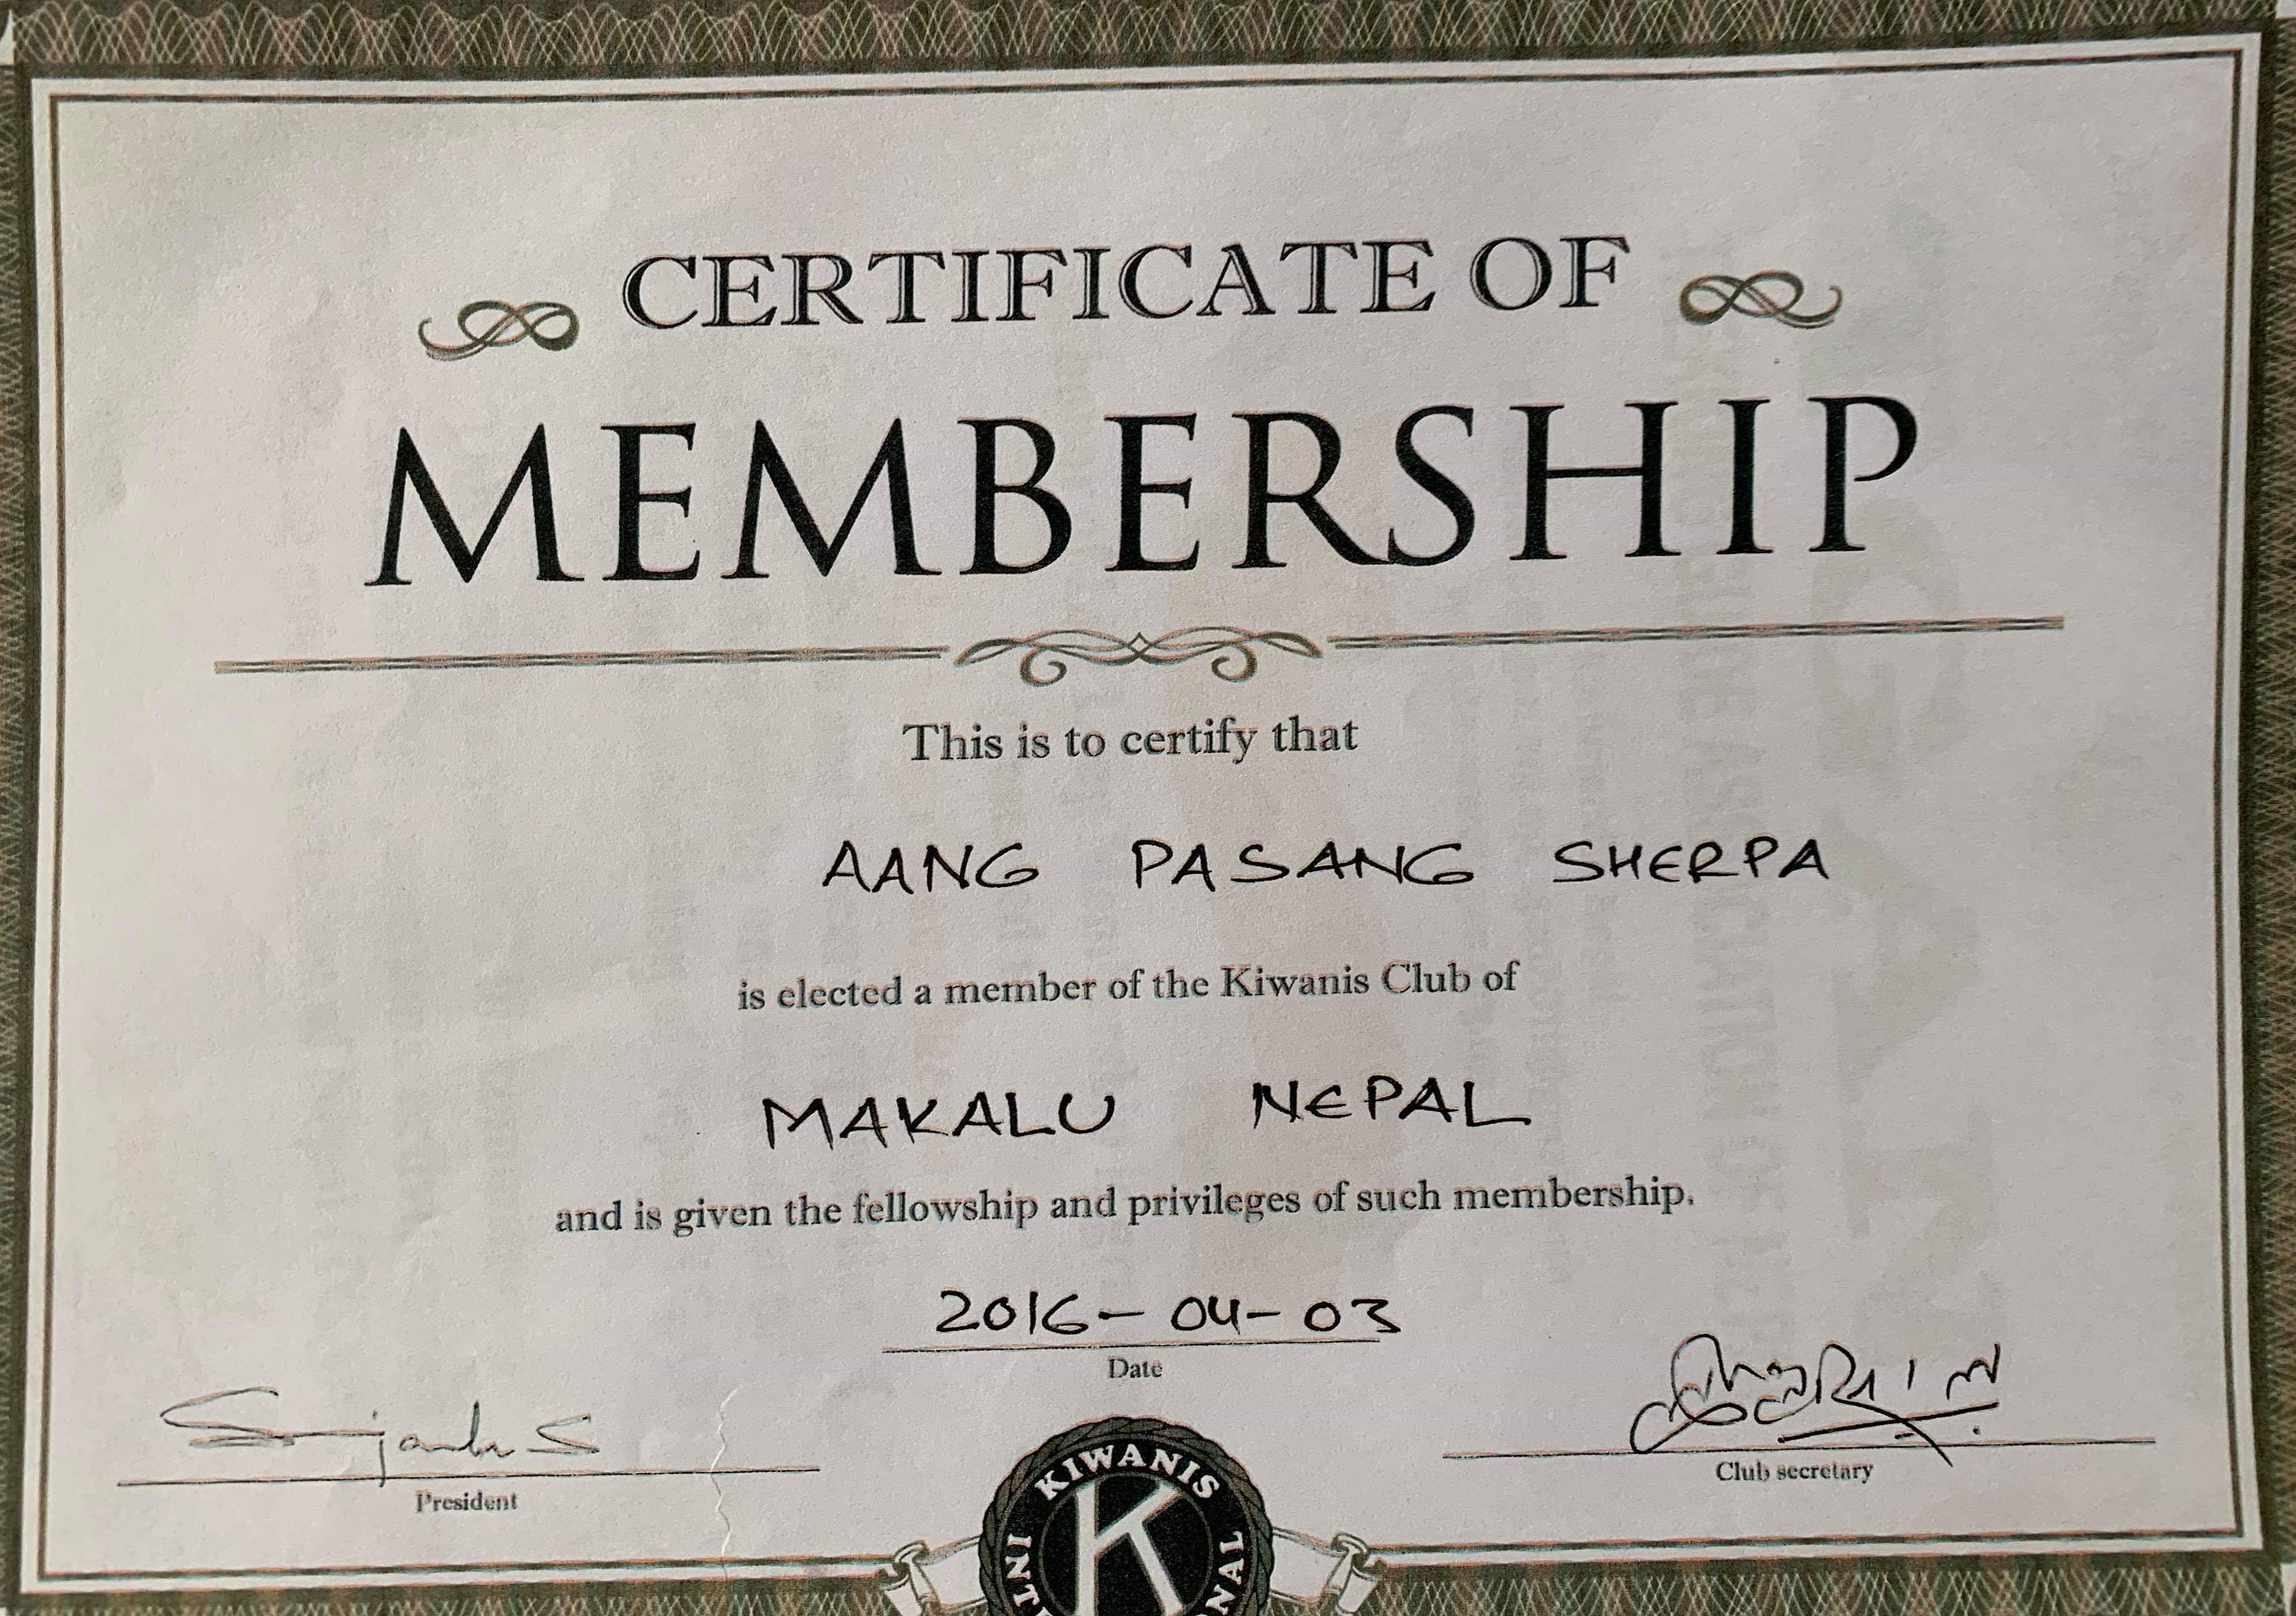 CERTIFICATE OF
MEMBERSHIP
This is to certify that
AANG PASANG SHERPA
is elected a member of the Kiwanis Club of
MAKALU NEPAL
and is given the fellowship and privileges of such membership.
2016-04-03
Date
President
Club secretary
KIWANIS
K